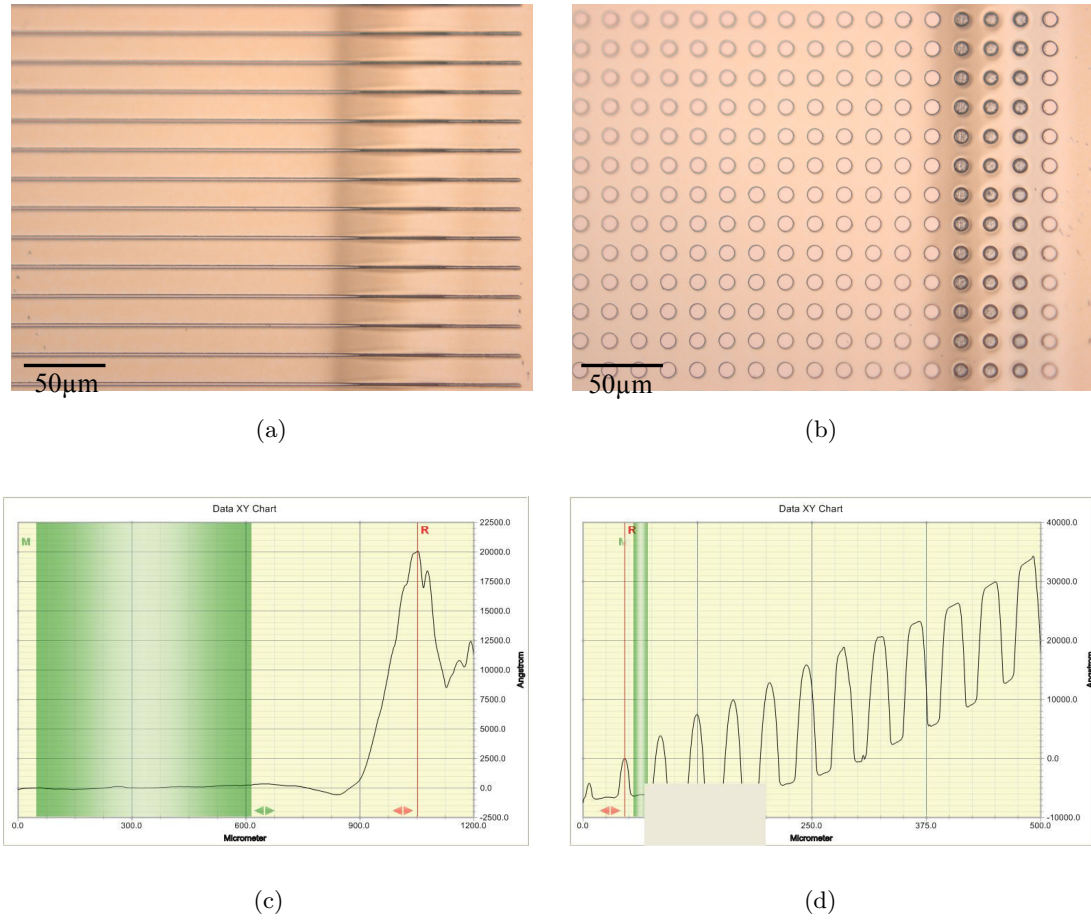 50µm
50µm
(a)
(b)
Data XY Chart
M
R
22500.0
20000.0
17500.0
15000.0
12500.0
10000.0
7500.0
5000.0
2500.0
0.0
-2500.0
Angstrom
0.0
300.0
600.0
900.0
1200.0
Micrometer
Data XY Chart
M
R
40000.0
30000.0
20000.0
10000.0
0.0
-10000.0
Angstrom
0.0
250.0
375.0
500.0
Micrometer
(c)
(d)